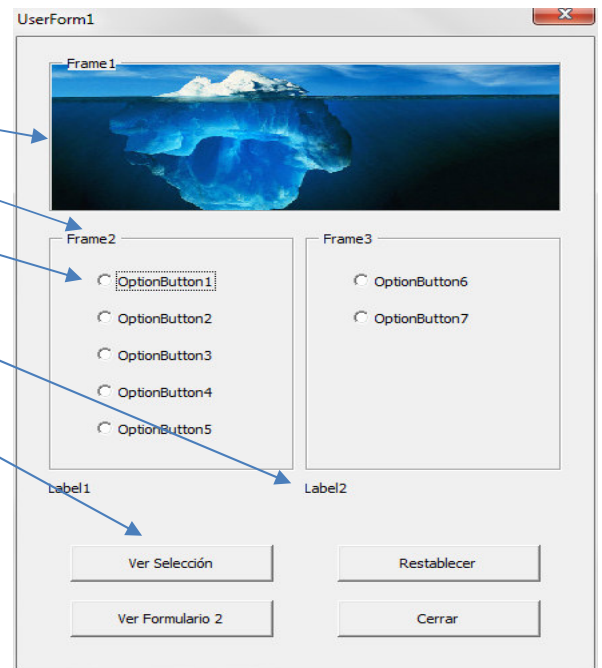 UserForm1
Frame1
Frame2
Frame3
OptionButton1
OptionButton6
OptionButton2
OptionButton7
OptionButton3
OptionButton4
OptionButton5
Label1
Label2
Ver Selección
Restablecer
Ver Formulario 2
Cerrar